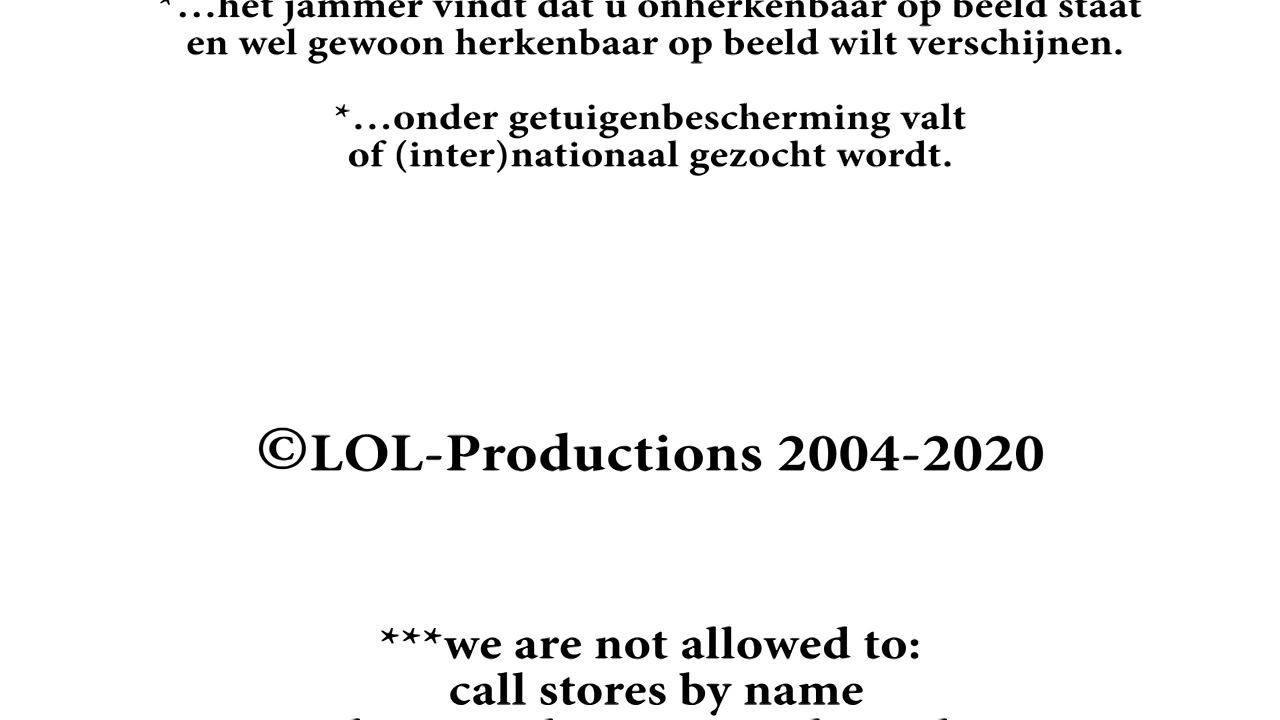 *…het jammer vindt dat u onherkenbaar op beeld staat
en wel gewoon herkenbaar op beeld wilt verschijnen.
*…onder getuigenbescherming valt
of (inter)nationaal gezocht wordt.
©LOL-Productions 2004-2020
***we are not allowed to:
call stores by name